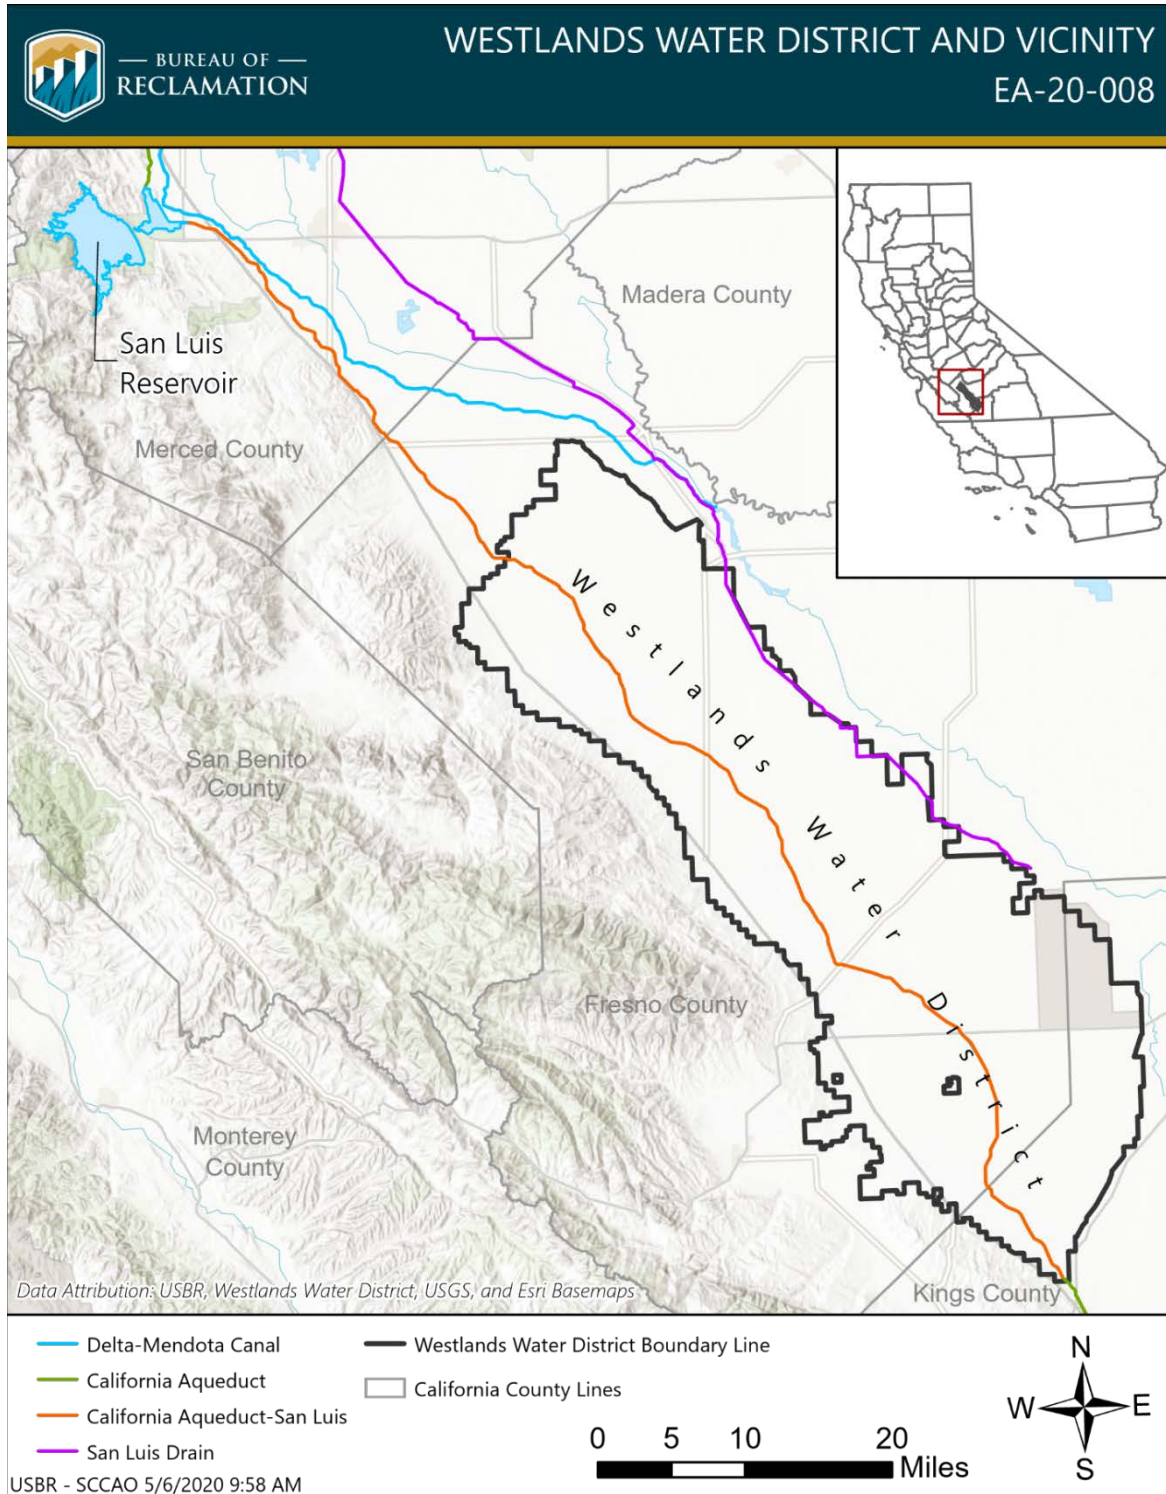 BUREAU OF
RECLAMATION
WESTLANDS WATER DISTRICT AND VICINITY
EA-20-008
Madera County
San Luis
Reservoir
Merced County
Westlands Water District
San Benito
County
Fresno County
Monterey
County
Data Attribution: USBR, Westlands Water District, USGS, and Esri Basemaps
Kings County
Delta-Mendota Canal
California Aqueduct
California Aqueduct-San Luis
San Luis Drain
Westlands Water District Boundary Line
California County Lines
0 5 10 20
Miles
N
W E
S
USBR - SCCAO 5/6/2020 9:58 AM